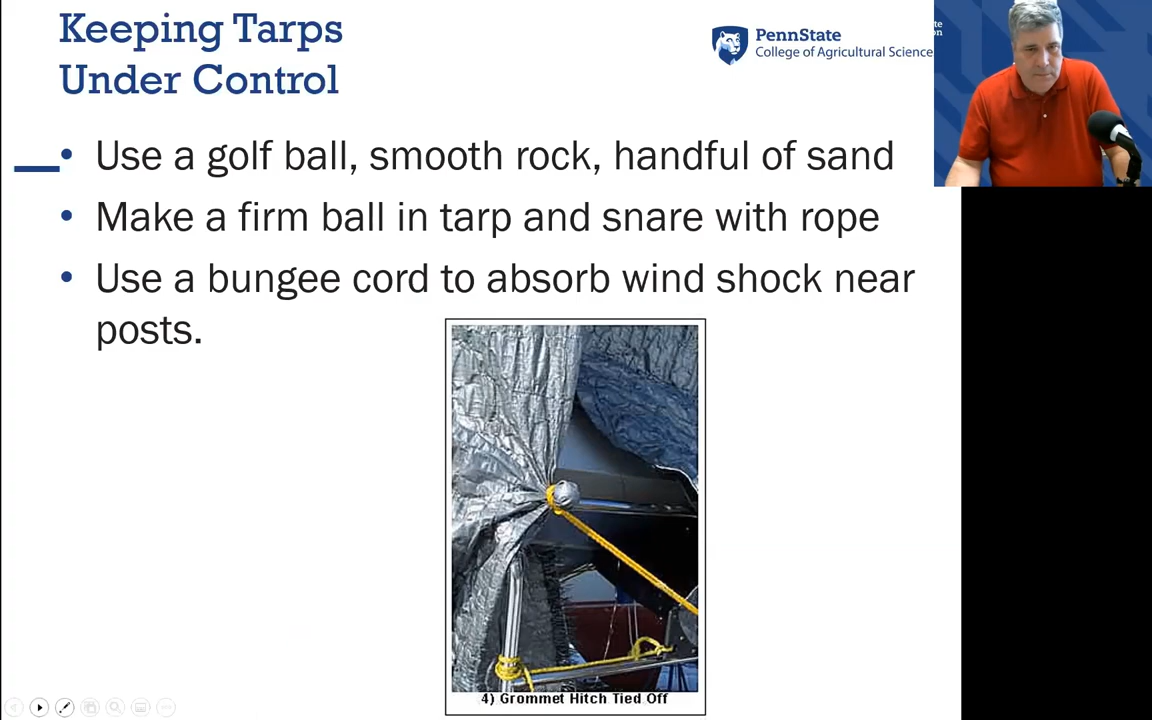 Keeping Tarps
Under Control
PennState
College of Agricultural Science
te
on
• Use a golf ball, smooth rock, handful of sand
• Make a firm ball in tarp and snare with rope
• Use a bungee cord to absorb wind shock near
posts.
4) Grommet Hitch Tied Off